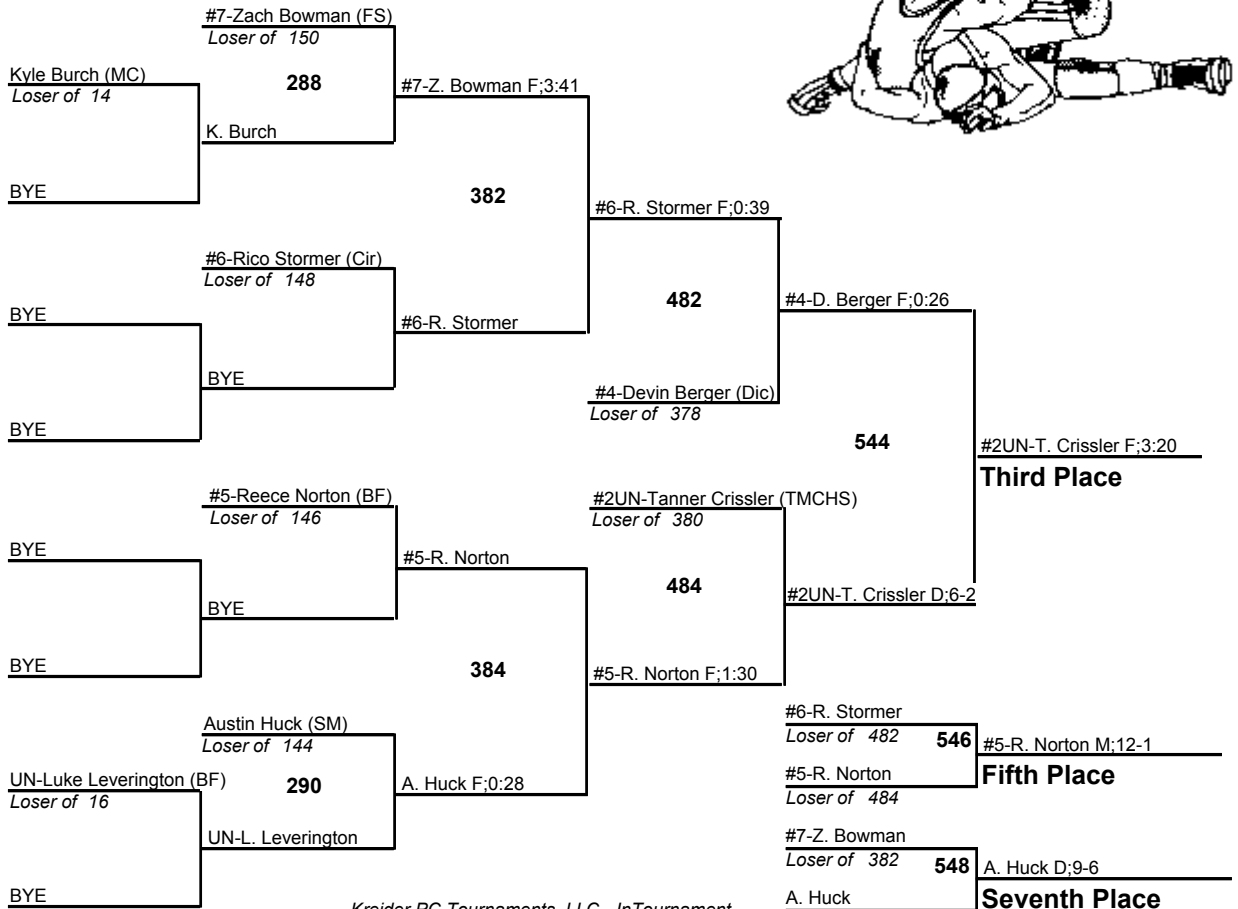 #7-Zach Bowman (FS)
Loser of 150
Kyle Burch (MC)
Loser of 14
288
#7-Z. Bowman F;3:41
K. Burch
BYE
382
#6-R. Stormer F;0:39
#6-Rico Stormer (Cir)
Loser of 148
482
#4-D. Berger F;0:26
BYE
#6-R. Stormer
BYE
#4-Devin Berger (Dic)
Loser of 378
BYE
544
#2UN-T. Crissler F;3:20
Third Place
#5-Reece Norton (BF)
Loser of 146
#2UN-Tanner Crissler (TMCHS)
Loser of 380
BYE
#5-R. Norton
484
#2UN-T. Crissler D;6-2
BYE
BYE
384
#5-R. Norton F;1:30
#6-R. Stormer
Loser of 482
546
#5-R. Norton M;12-1
Fifth Place
#5-R. Norton
Loser of 484
Austin Huck (SM)
Loser of 144
UN-Luke Leverington (BF)
Loser of 16
290
A. Huck F;0:28
UN-L. Leverington
#7-Z. Bowman
Loser of 382
548
A. Huck D;9-6
Seventh Place
A. Huck
BYE